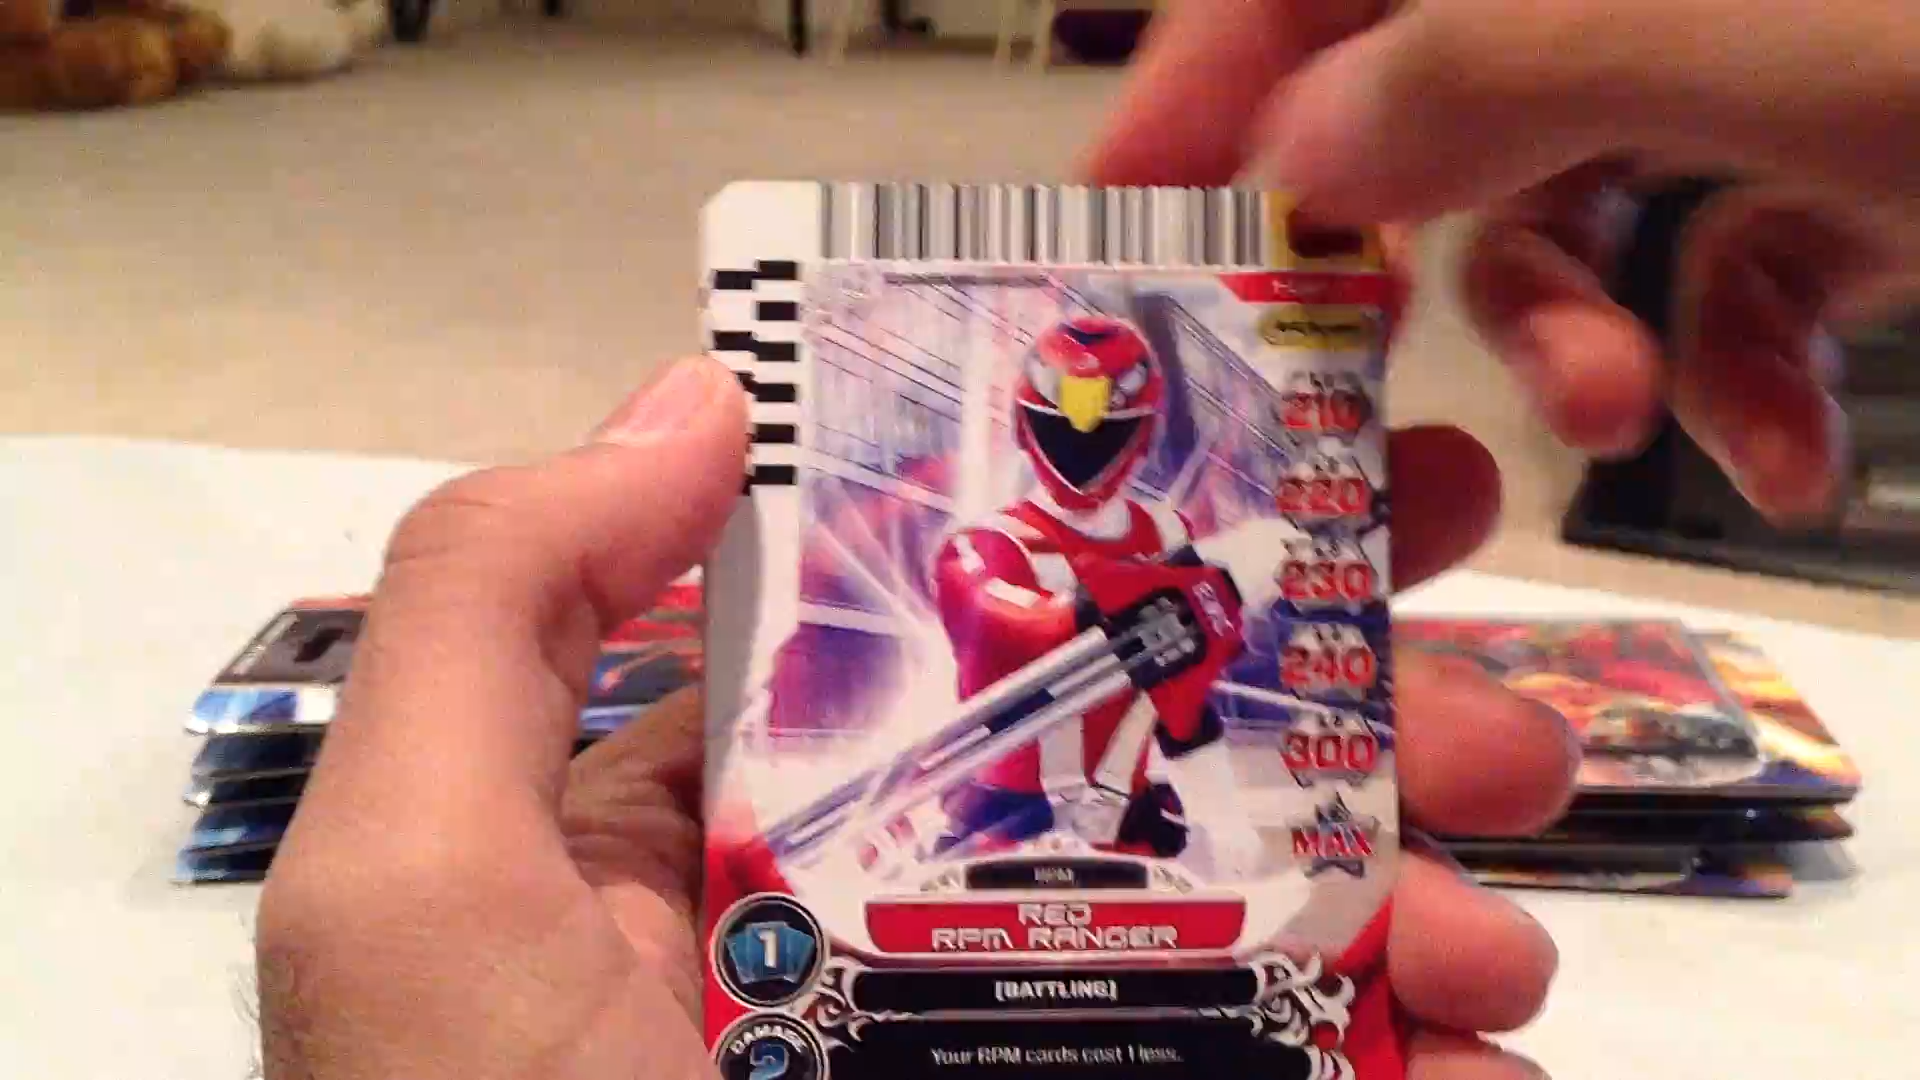 210
220
230
240
300
MAX
RPM
RED
RPM RANGER
1
[BATTLING]
DAMAGE
2
Your RPM cards cost 1 less.